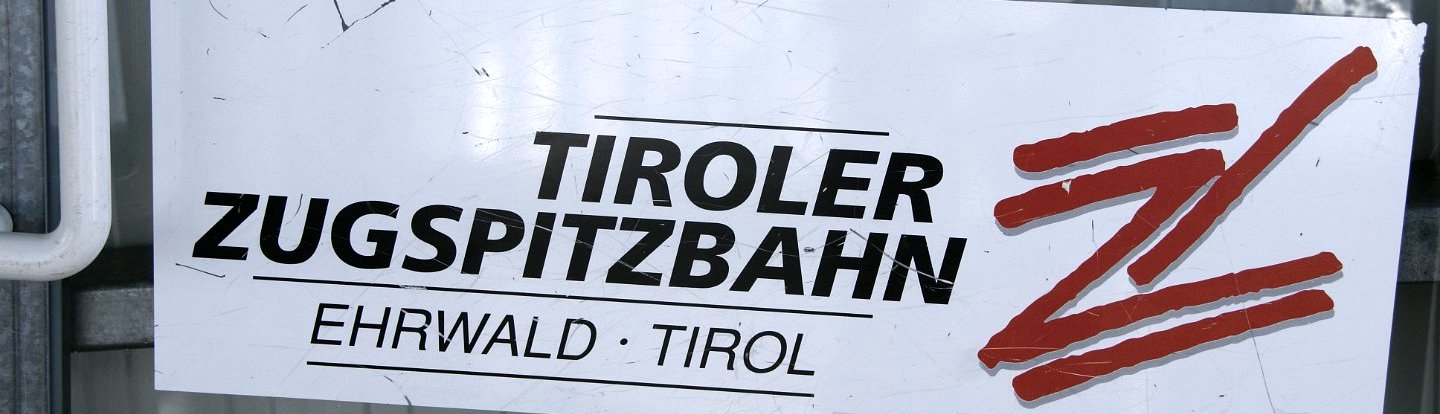 TIROLER
ZUGSPITZBAHN
EHRWALD · TIROL